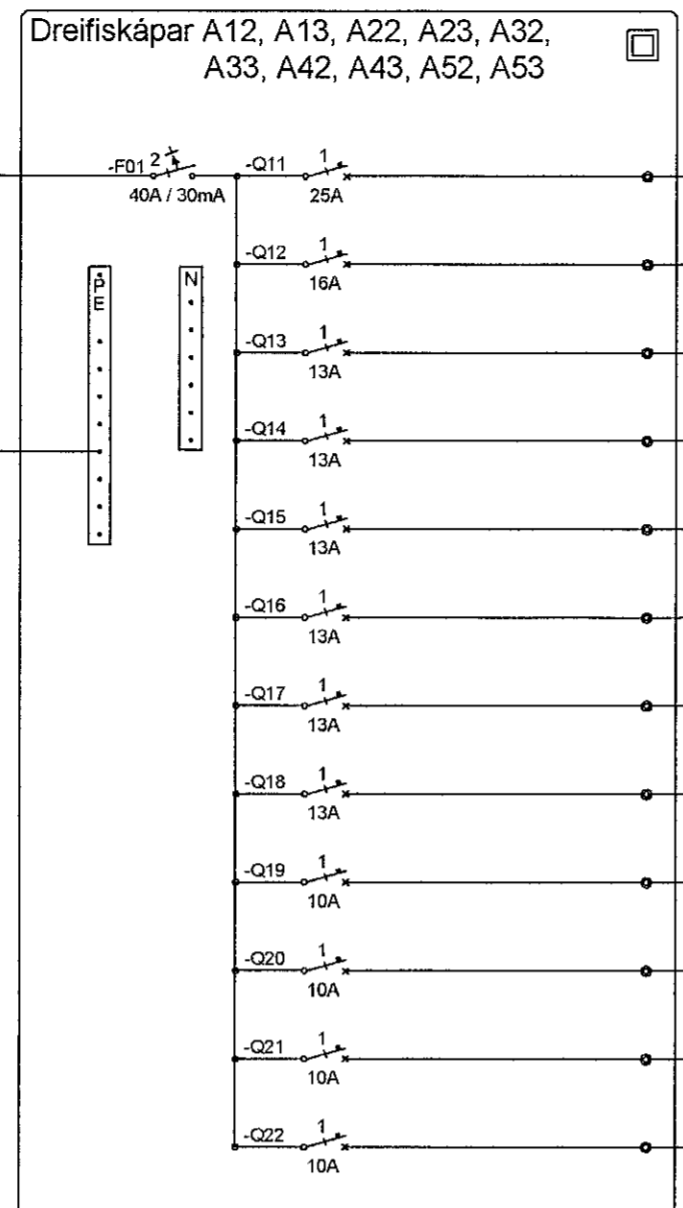 Dreifiskápar A12, A13, A22, A23, A32,
A33, A42, A43, A52, A53
-F01 2
40A / 30mA
-Q11 1
25A
-Q12 1
16A
PE
N
-Q13 1
13A
-Q14 1
13A
-Q15 1
13A
-Q16 1
13A
-Q17 1
13A
-Q18 1
13A
-Q19 1
10A
-Q20 1
10A
-Q21 1
10A
-Q22 1
10A